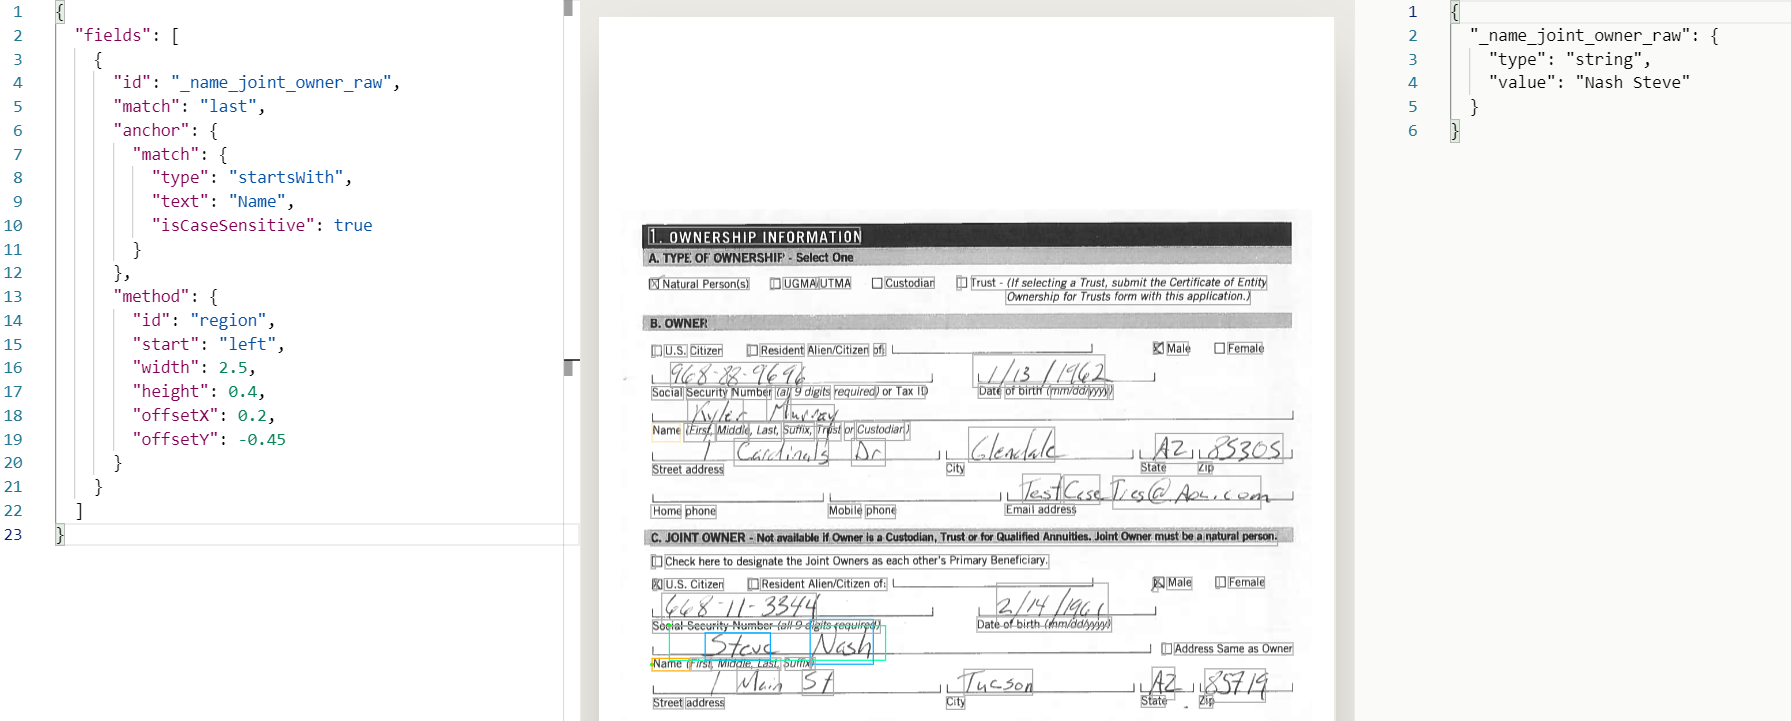 1 {
2 "fields": [
3 {
4 "id": "_name_joint_owner_raw",
5 "match": "last",
6 "anchor": {
7 "match": {
8 "type": "startsWith",
9 "text": "Name",
10 "isCaseSensitive": true
11 }
12 },
13 "method": {
14 "id": "region",
15 "start": "left",
16 "width": 2.5,
17 "height": 0.4,
18 "offsetX": 0.2,
19 "offsetY": -0.45
20 }
21 }
22 ]
23 }
1. OWNERSHIP INFORMATION
A. TYPE OF OWNERSHIP - Select One
Natural Person(s) UGMA/UTMA Custodian Trust - (If selecting a Trust, submit the Certificate of Entity
Ownership for Trusts form with this application.)
B. OWNER
U.S. Citizen Resident Alien/Citizen of: Male Female
968-88-9696 1/13/1962
Social Security Number (all 9 digits required) or Tax ID Date of birth (mm/dd/yyyy)
Kyler Murray
Name (First, Middle, Last, Suffix, Trust or Custodian)
1 Cardinals Dr Glendale AZ 85305
Street address City State Zip
TestCaseTies@Aol.com
Home phone Mobile phone Email address
C. JOINT OWNER - Not available if Owner is a Custodian, Trust or for Qualified Annuities. Joint Owner must be a natural person.
Check here to designate the Joint Owners as each other's Primary Beneficiary.
U.S. Citizen Resident Alien/Citizen of: Male Female
668-11-3344 2/14/1961
Social Security Number (all 9 digits required) Date of birth (mm/dd/yyyy)
Steve Nash Address Same as Owner
Name (First, Middle, Last, Suffix)
1 Main St Tucson AZ 85719
Street address City State Zip
1 {
2 "_name_joint_owner_raw": {
3 "type": "string",
4 "value": "Nash Steve"
5 }
6 }